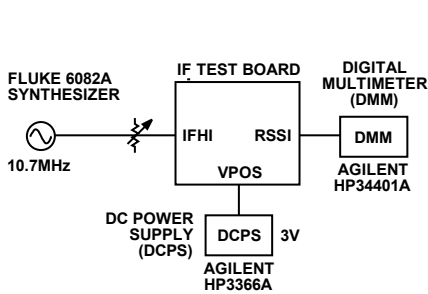 FLUKE 6082A
SYNTHESIZER
10.7MHz
IF TEST BOARD
IFHI
RSSI
VPOS
DIGITAL
MULTIMETER
(DMM)
DMM
AGILENT
HP34401A
DC POWER
SUPPLY
(DCPS)
DCPS
3V
AGILENT
HP3366A